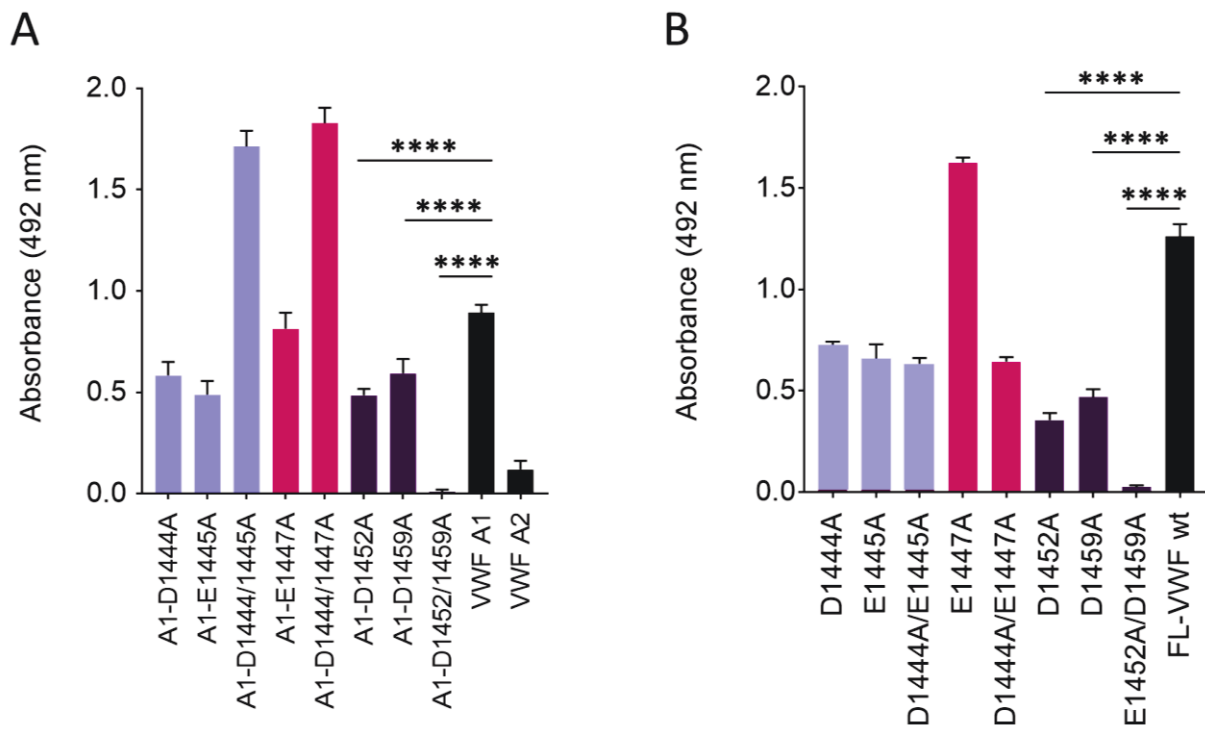 A
Absorbance (492 nm)
2.0
1.5
1.0
0.5
0.0
****
****
****
A1-D1444A
A1-E1445A
A1-D1444/1445A
A1-E1447A
A1-D1444/1447A
A1-D1452A
A1-D1459A
A1-D1452/1459A
VWF A1
VWF A2
B
Absorbance (492 nm)
2.0
1.5
1.0
0.5
0.0
****
****
****
D1444A
E1445A
D1444A/E1445A
E1447A
D1444A/E1447A
D1452A
D1459A
E1452A/D1459A
FL-VWF wt